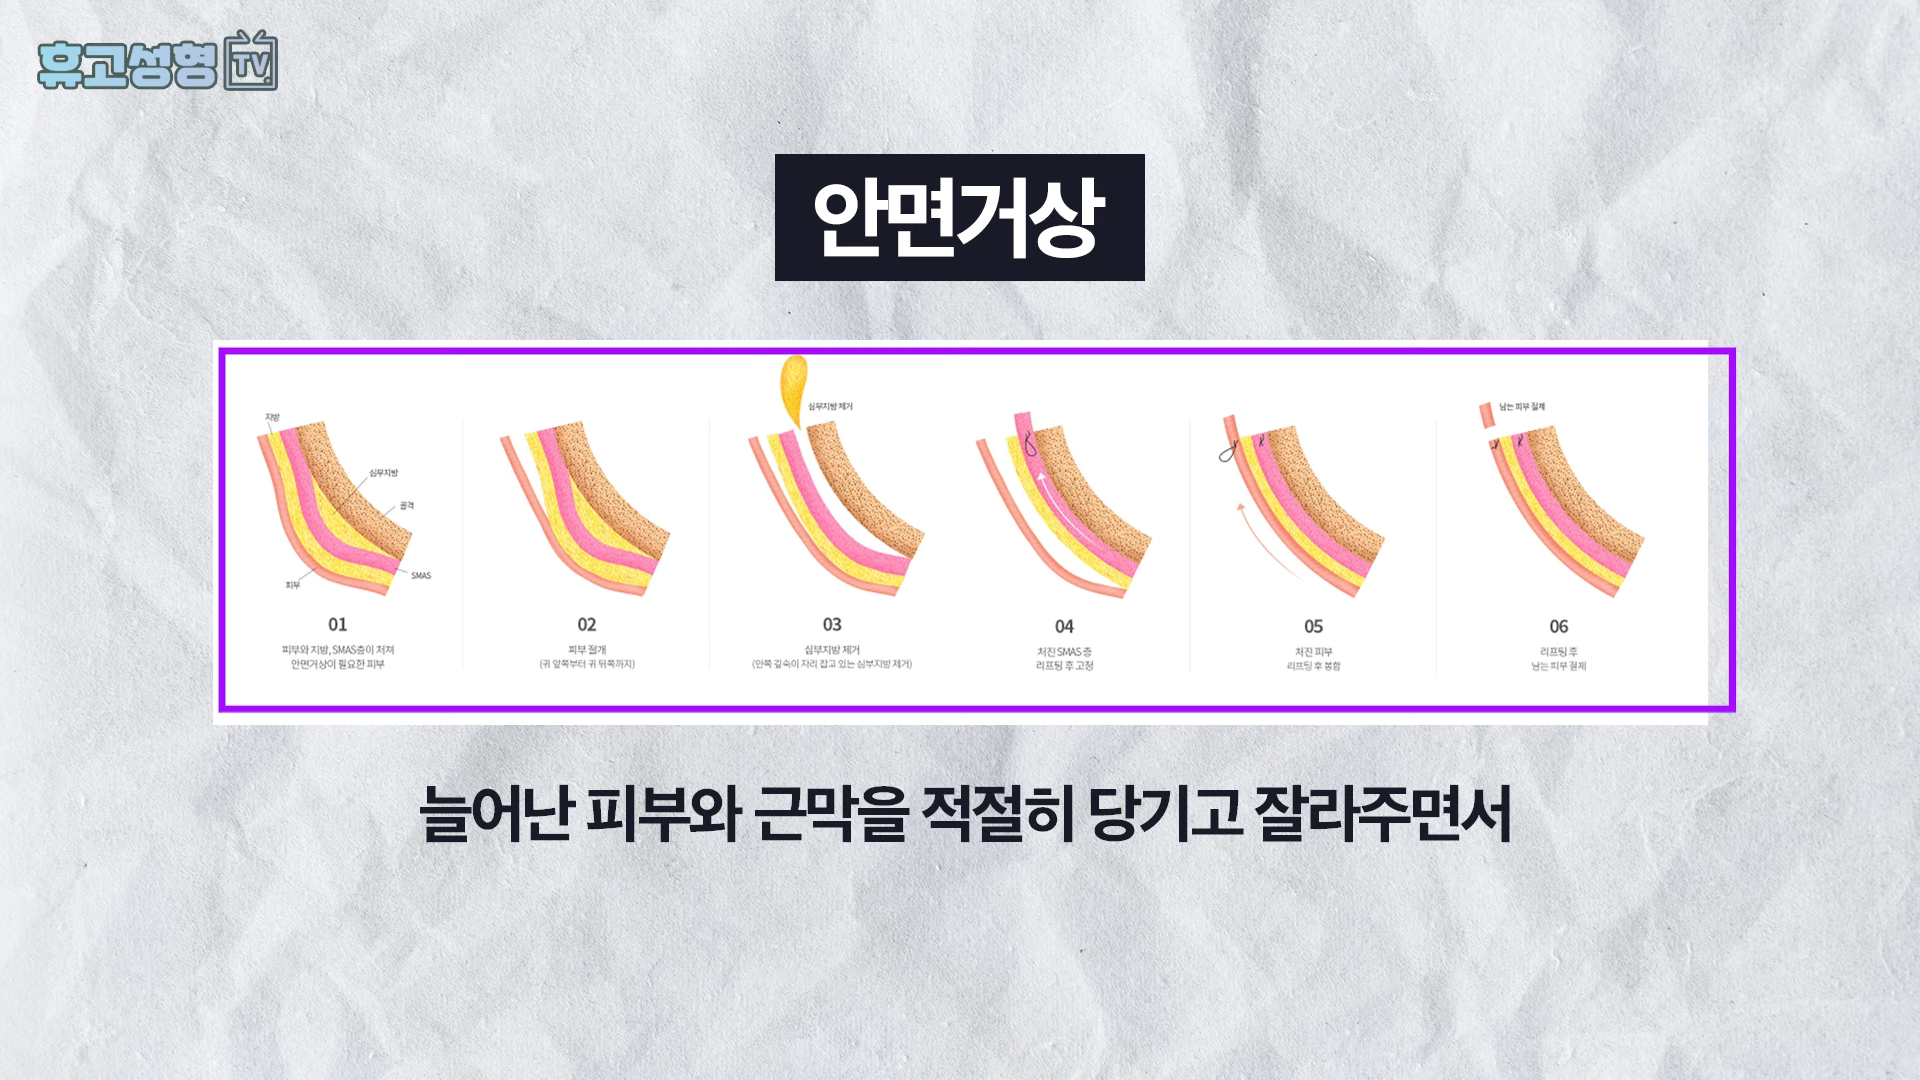 휴고성형 TV
안면거상
지방
심부지방
골격
SMAS
피부
01
피부와 지방, SMAS층이 처져
안면거상이 필요한 피부
02
피부 절개
(귀 앞쪽부터 귀 뒤쪽까지)
심부지방 제거
03
심부지방 제거
(안쪽 깊숙이 자리 잡고 있는 심부지방 제거)
04
처진 SMAS 층
리프팅 후 고정
05
처진 피부
리프팅 후 봉합
남는 피부 절제
06
리프팅 후
남는 피부 절제
늘어난 피부와 근막을 적절히 당기고 잘라주면서